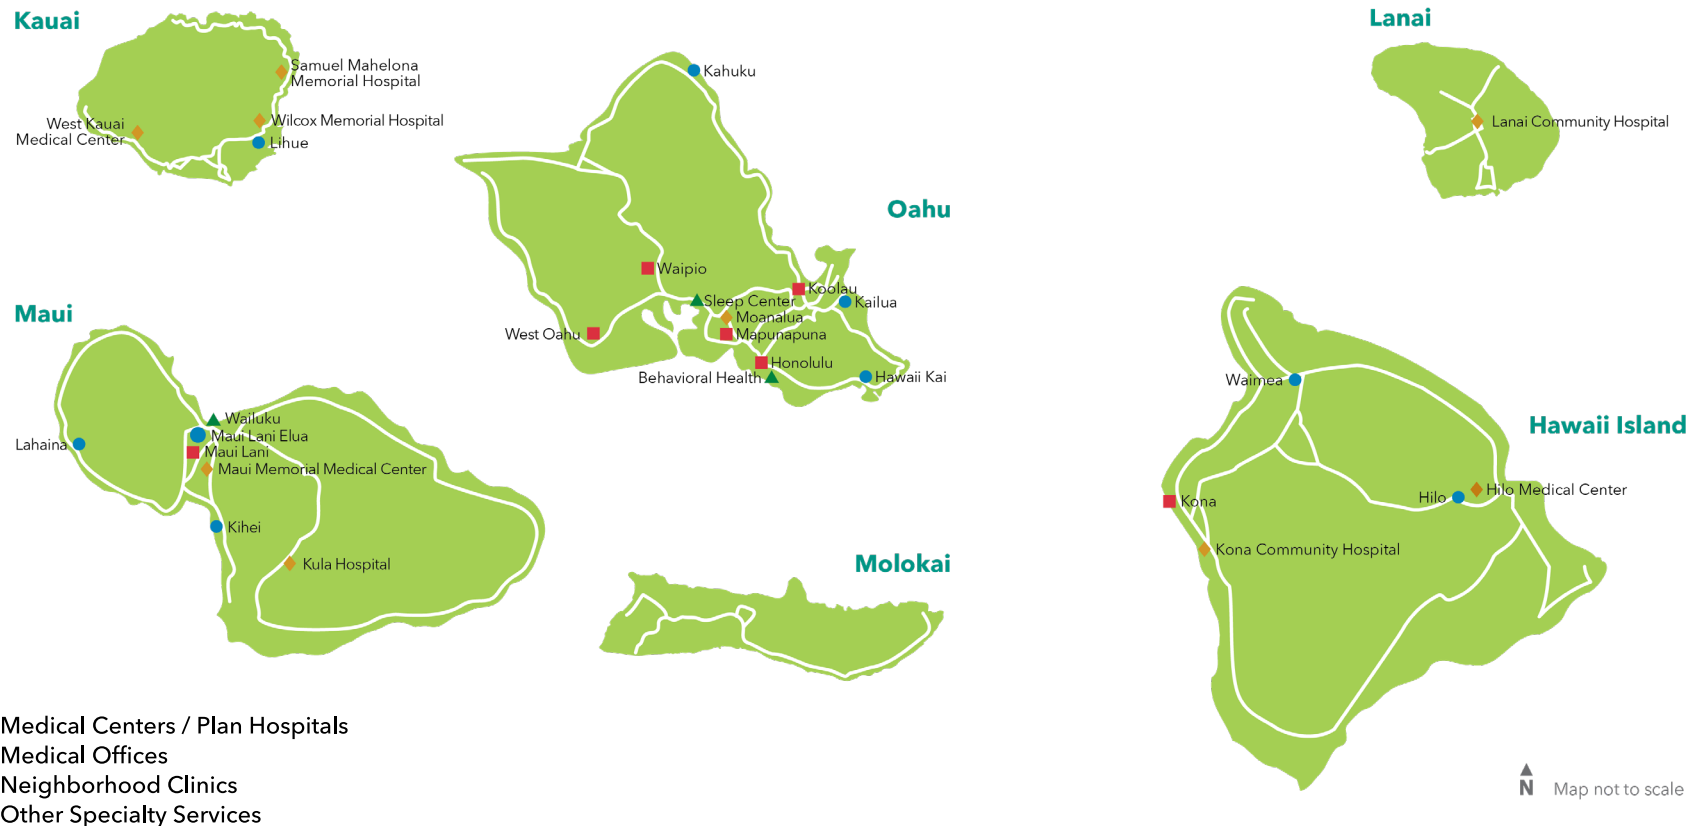 Kauai
Samuel Mahelona
Memorial Hospital
West Kauai
Medical Center
Wilcox Memorial Hospital
Lihue
Kahuku
Oahu
Waipio
Koolau
Sleep Center
Kailua
Moanalua
West Oahu
Mapunapuna
Honolulu
Behavioral Health
Hawaii Kai
Lanai
Lanai Community Hospital
Maui
Wailuku
Maui Lani Elua
Lahaina
Maui Lani
Maui Memorial Medical Center
Kihei
Kula Hospital
Molokai
Hawaii Island
Waimea
Hilo
Hilo Medical Center
Kona
Kona Community Hospital
Medical Centers / Plan Hospitals
Medical Offices
Neighborhood Clinics
Other Specialty Services
N
Map not to scale